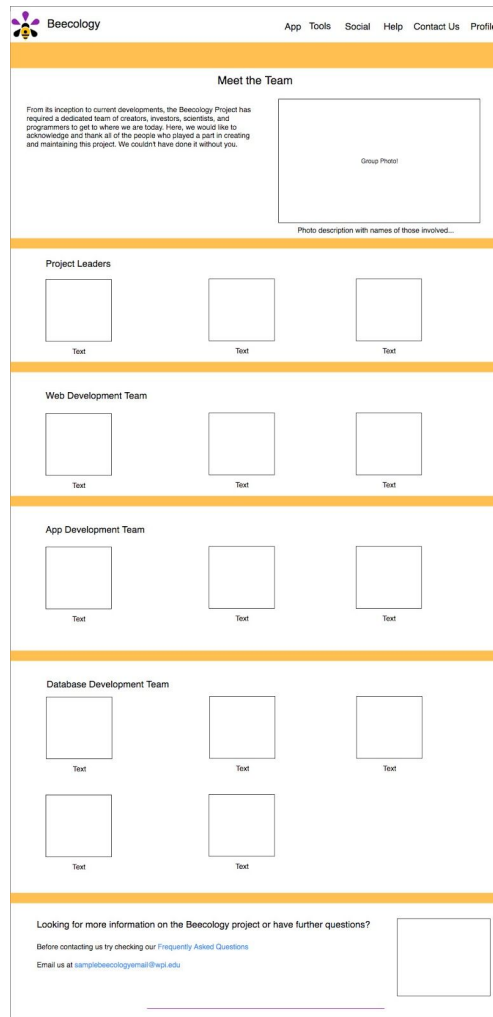 Beecology
App Tools Social Help Contact Us Profile
Meet the Team
From its inception to current developments, the Beecology Project has
required a dedicated team of creators, investors, scientists, and
programmers to get to where we are today. Here, we would like to
acknowledge and thank all of the people who played a part in creating
and maintaining this project. We couldn't have done it without you.
Group Photo!
Photo description with names of those involved...
Project Leaders
Text Text Text
Web Development Team
Text Text Text
App Development Team
Text Text Text
Database Development Team
Text Text Text
Text Text
Looking for more information on the Beecology project or have further questions?
Before contacting us try checking our Frequently Asked Questions
Email us at samplebeecologyemail@wpi.edu